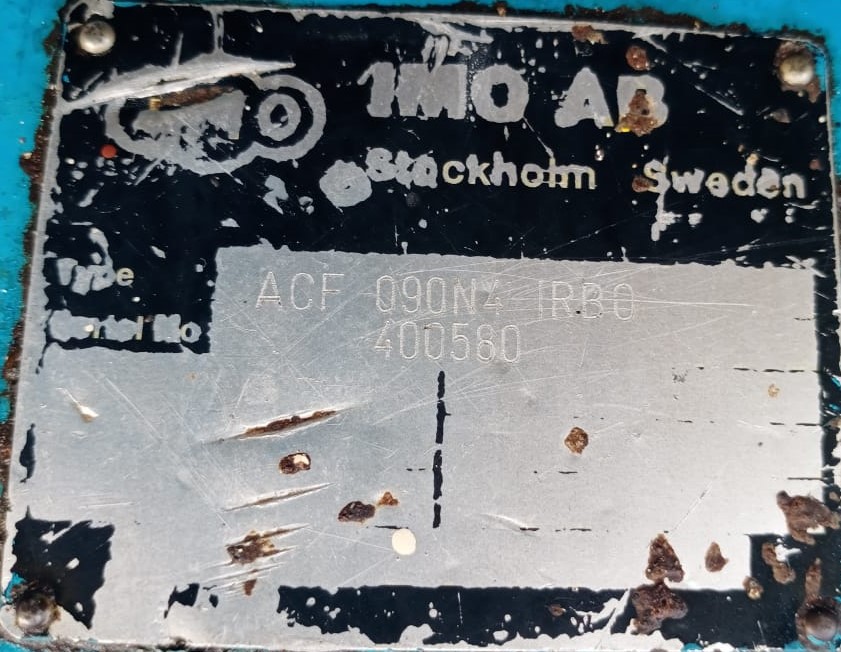 IMO AB
Stockholm Sweden
Type ACF 090N4 IRBO
Serial No 400580